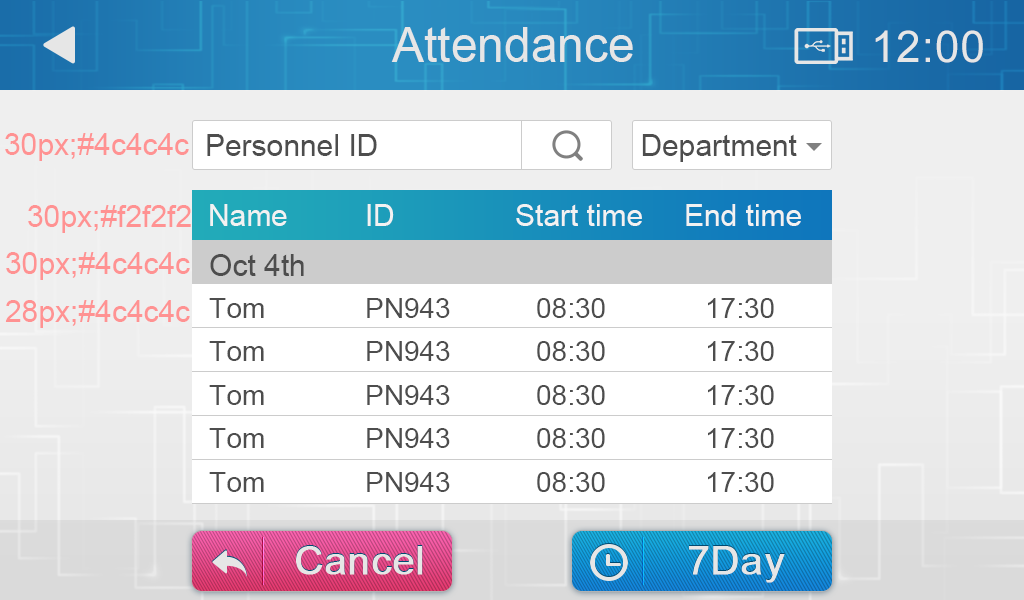 Attendance 12:00
30px;#4c4c4c Personnel ID Department
30px;#f2f2f2 Name ID Start time End time
30px;#4c4c4c Oct 4th
28px;#4c4c4c Tom PN943 08:30 17:30
Tom PN943 08:30 17:30
Tom PN943 08:30 17:30
Tom PN943 08:30 17:30
Tom PN943 08:30 17:30
Cancel 7Day